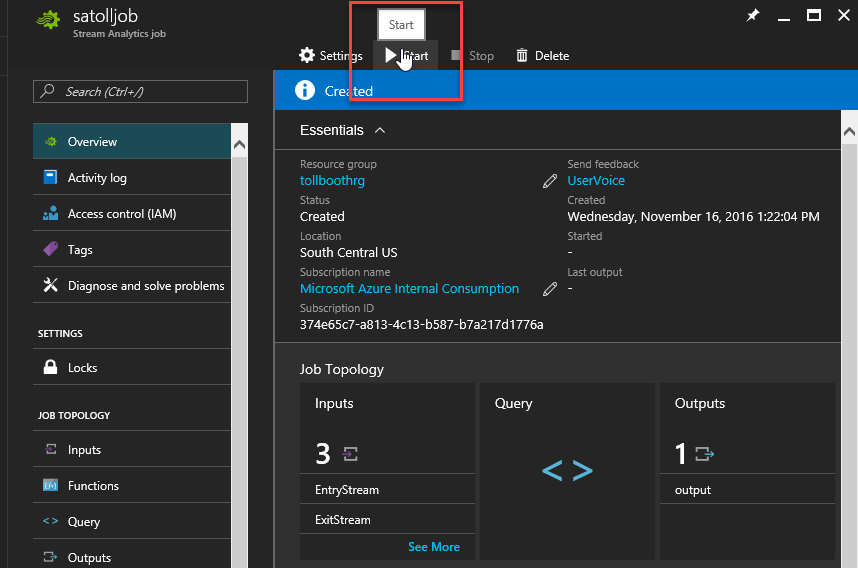 satolljob
Stream Analytics job
Start
Settings
Start
Stop
Delete
Search (Ctrl+/)
Overview
Activity log
Access control (IAM)
Tags
Diagnose and solve problems
SETTINGS
Locks
JOB TOPOLOGY
Inputs
Functions
Query
Outputs
Created
Essentials
Resource group
tollboothrg
Status
Created
Location
South Central US
Subscription name
Microsoft Azure Internal Consumption
Subscription ID
374e65c7-a813-4c13-b587-b7a217d1776a
Send feedback
UserVoice
Created
Wednesday, November 16, 2016 1:22:04 PM
Started
-
Last output
-
Job Topology
Inputs
3
EntryStream
ExitStream
See More
Query
< >
Outputs
1
output